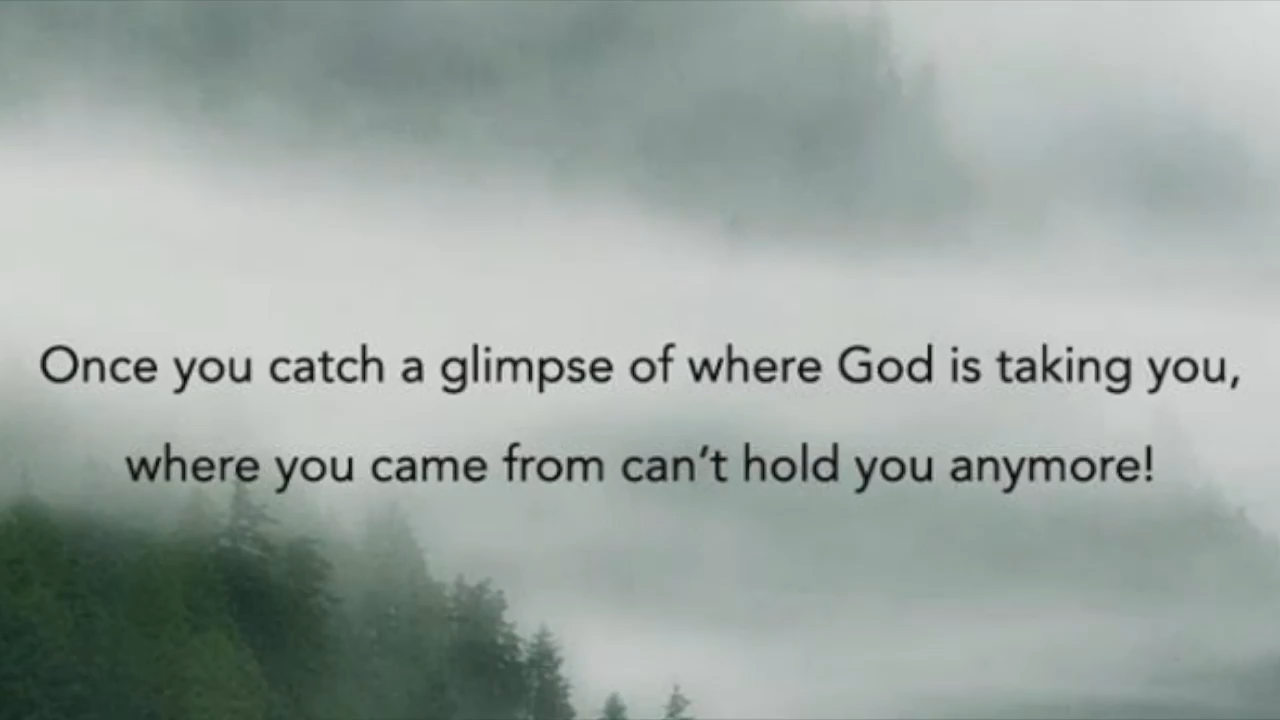 Once you catch a glimpse of where God is taking you,
where you came from can’t hold you anymore!